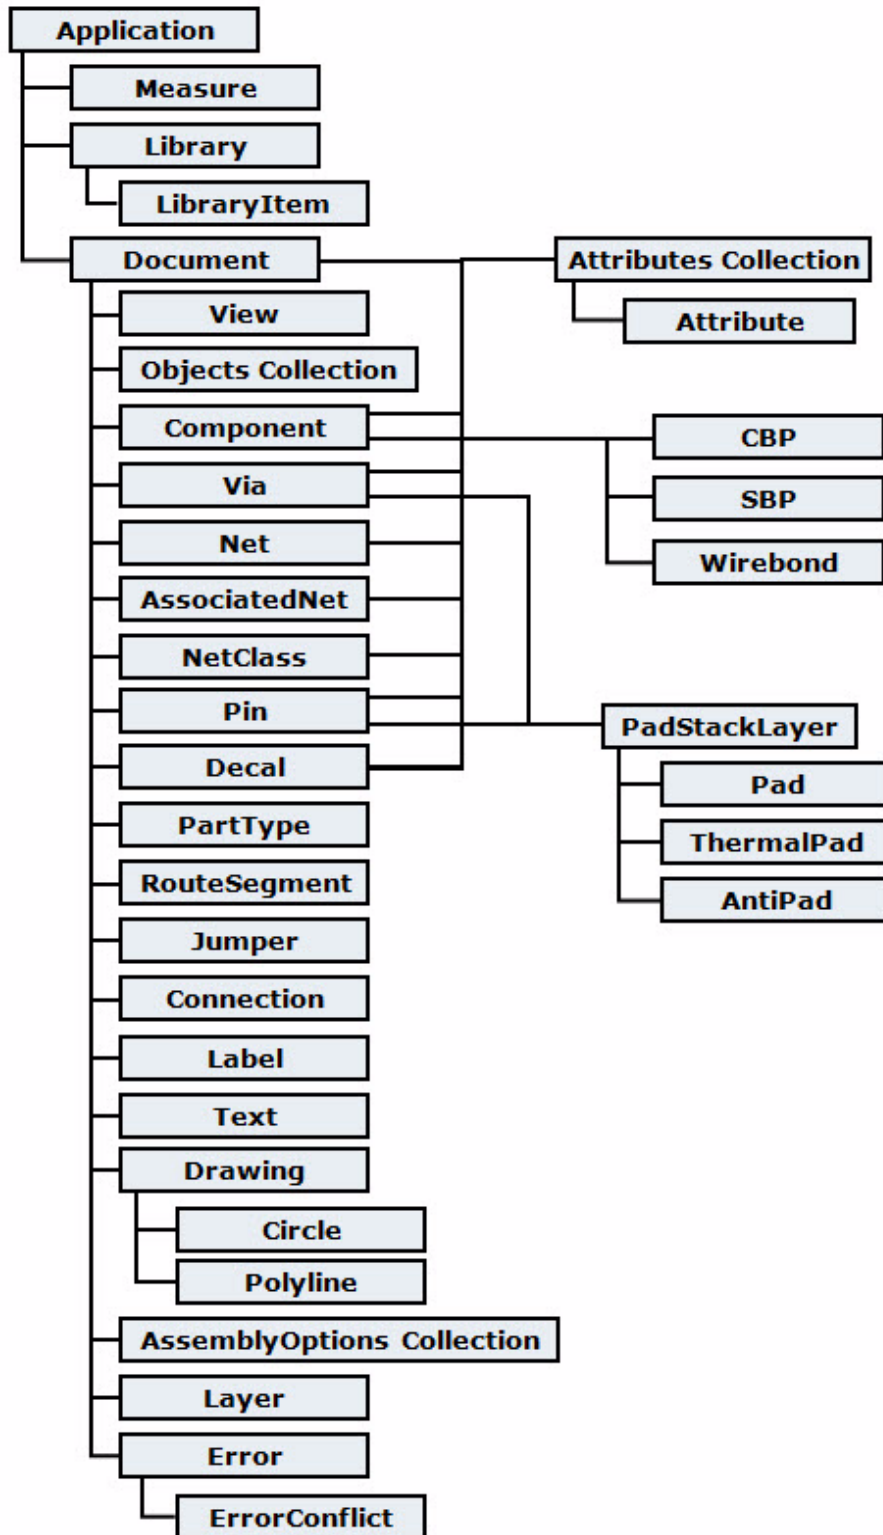 Application
Measure
Library
LibraryItem
Document
Attributes Collection
View
Attribute
Objects Collection
Component
CBP
Via
SBP
Net
Wirebond
AssociatedNet
NetClass
Pin
PadStackLayer
Decal
Pad
PartType
ThermalPad
RouteSegment
AntiPad
Jumper
Connection
Label
Text
Drawing
Circle
Polyline
AssemblyOptions Collection
Layer
Error
ErrorConflict